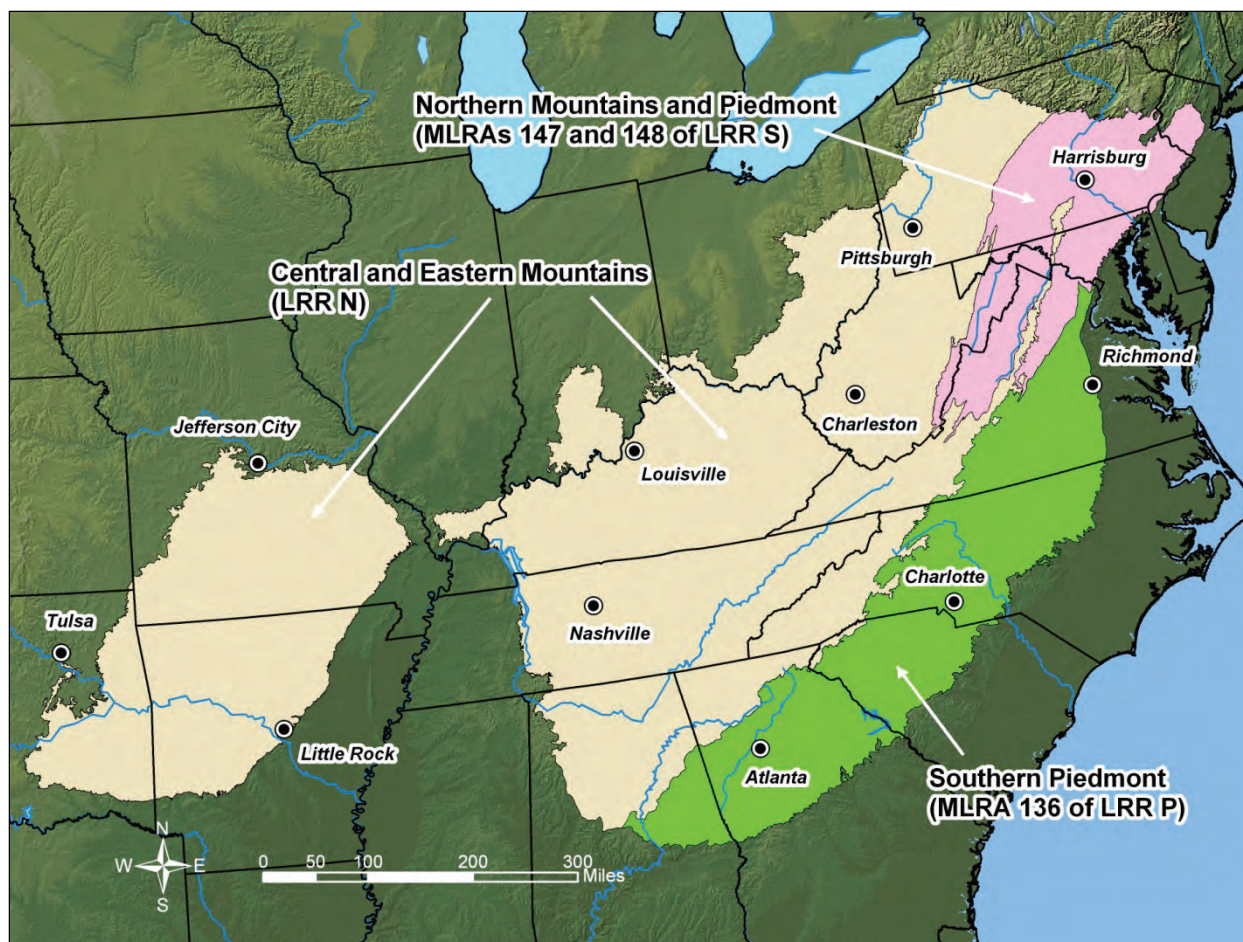 Northern Mountains and Piedmont
(MLRAs 147 and 148 of LRR S)
Harrisburg
Pittsburgh
Central and Eastern Mountains
(LRR N)
Richmond
Charleston
Jefferson City
Louisville
Charlotte
Tulsa
Nashville
Little Rock
Atlanta
Southern Piedmont
(MLRA 136 of LRR P)
N
W E
S
0 50 100 200 300
Miles